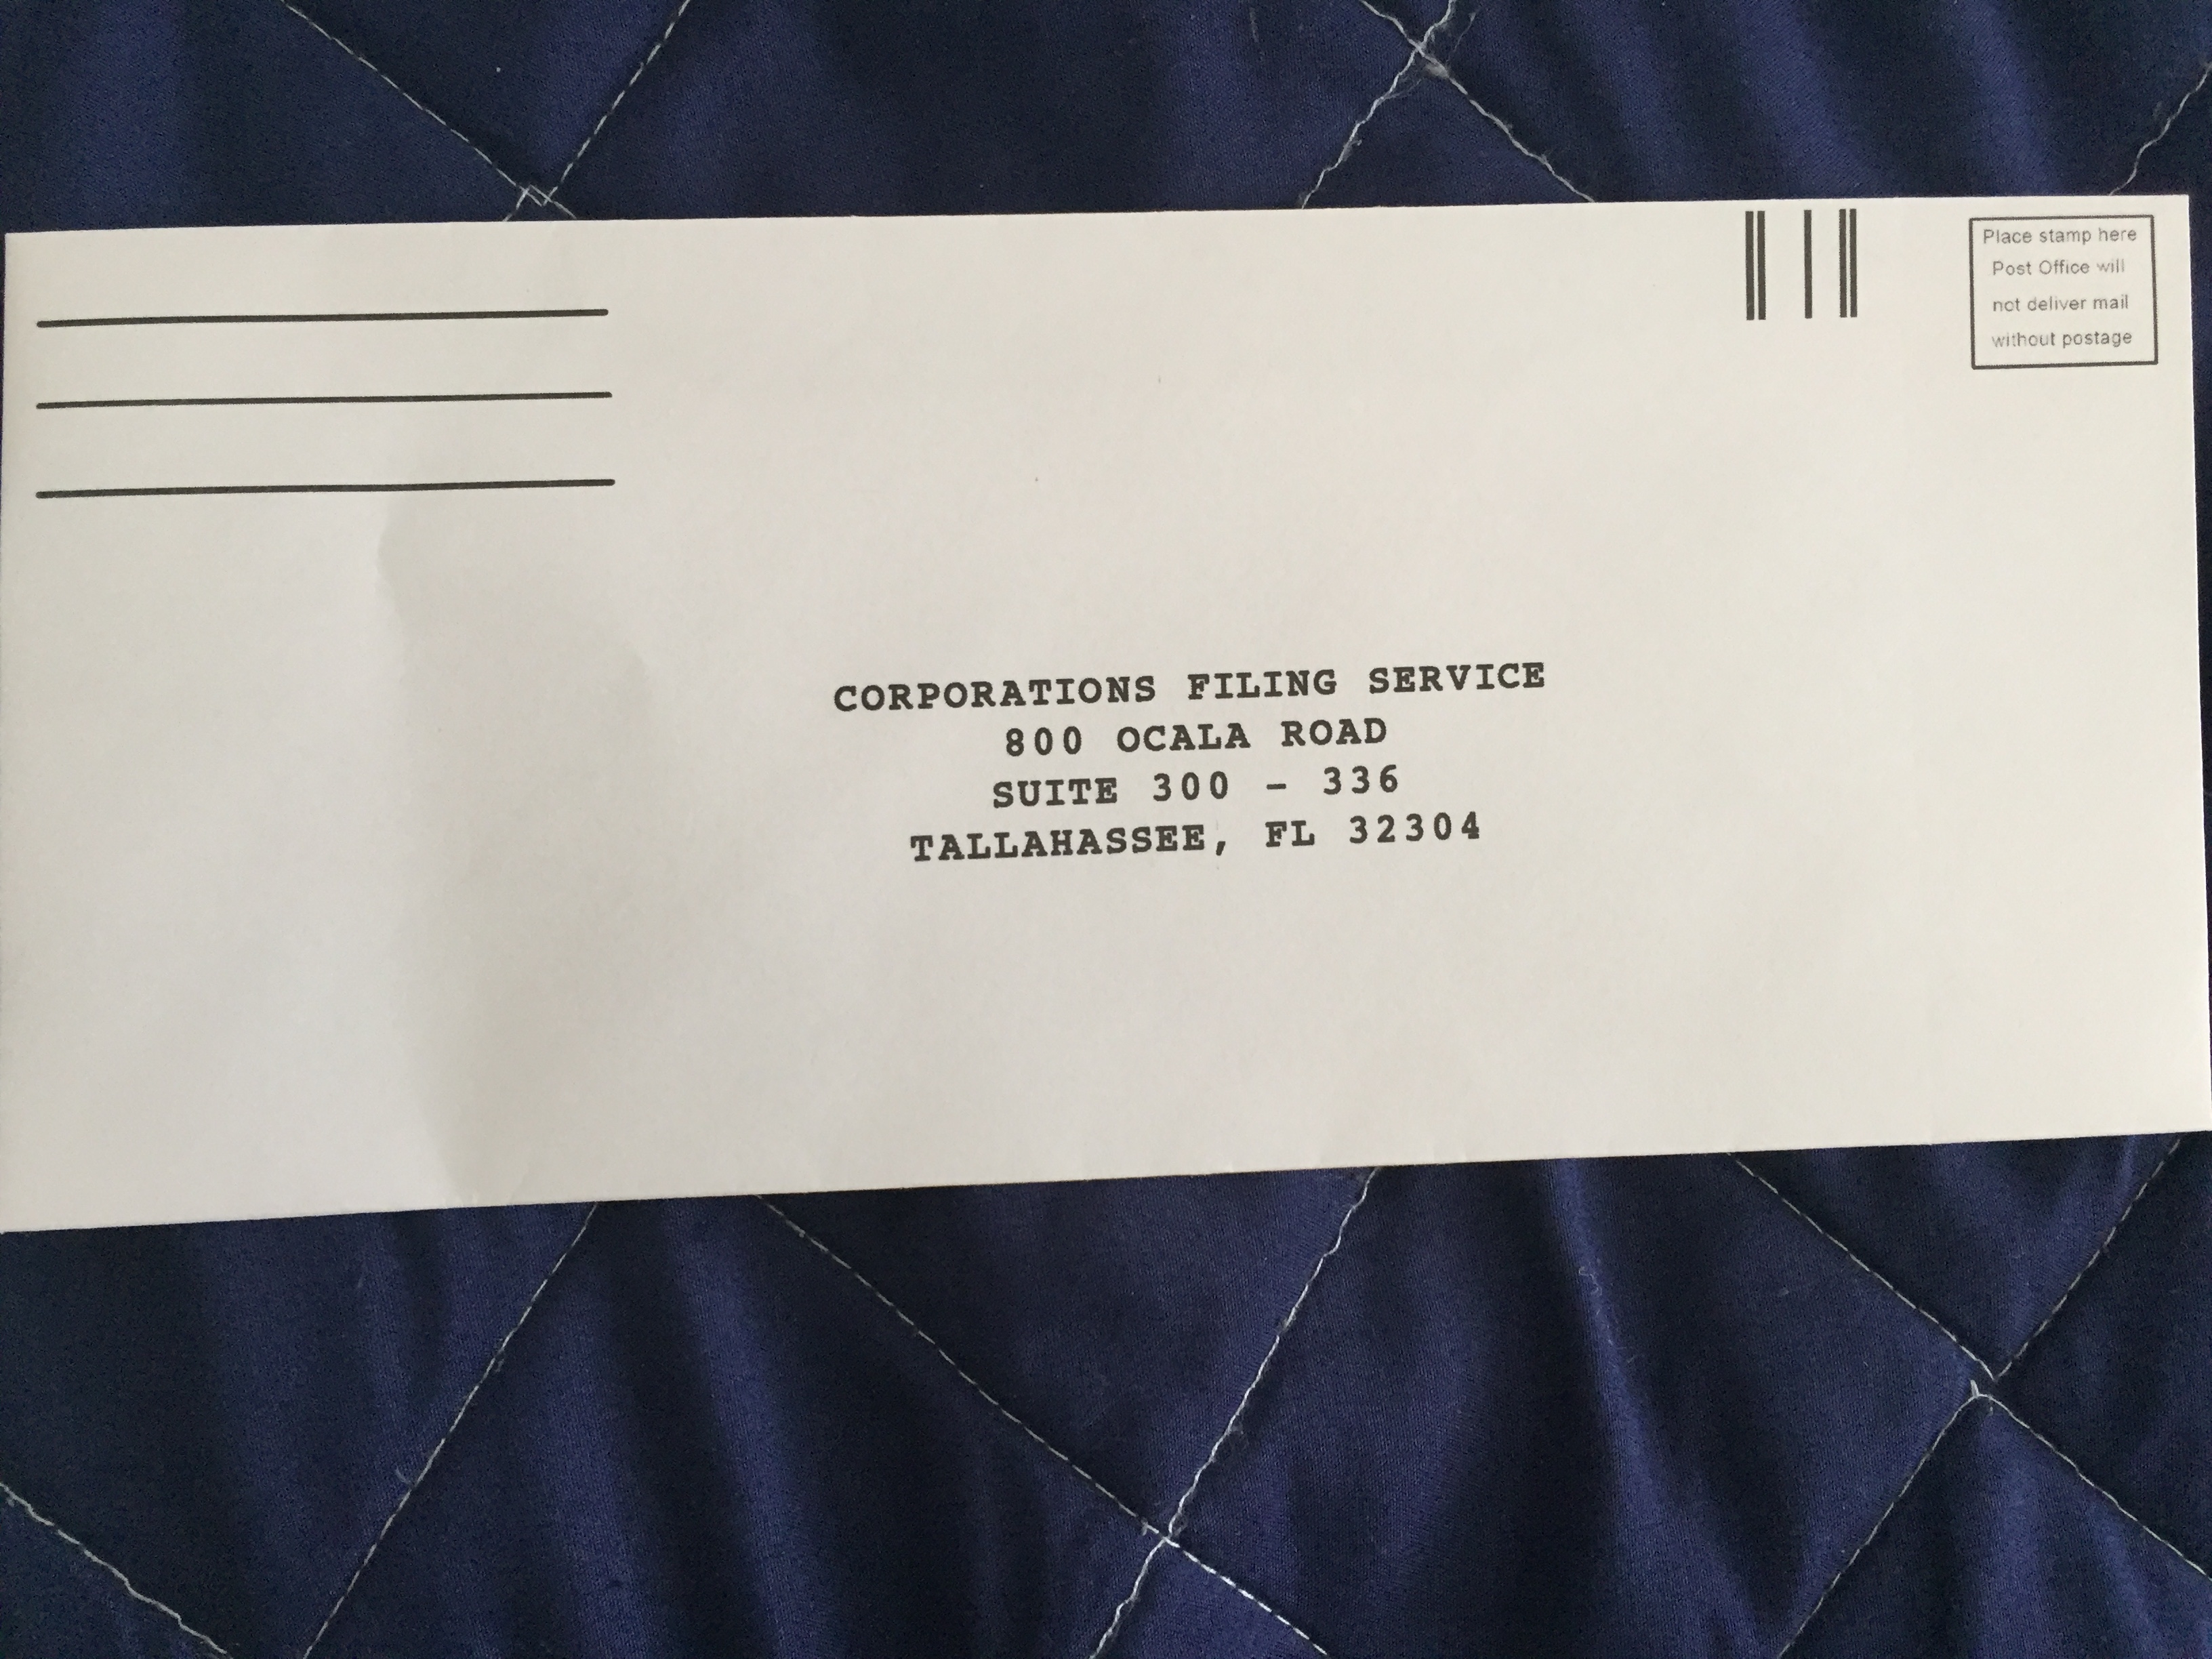 Place stamp here
Post Office will
not deliver mail
without postage
CORPORATIONS FILING SERVICE
800 OCALA ROAD
SUITE 300 - 336
TALLAHASSEE, FL 32304